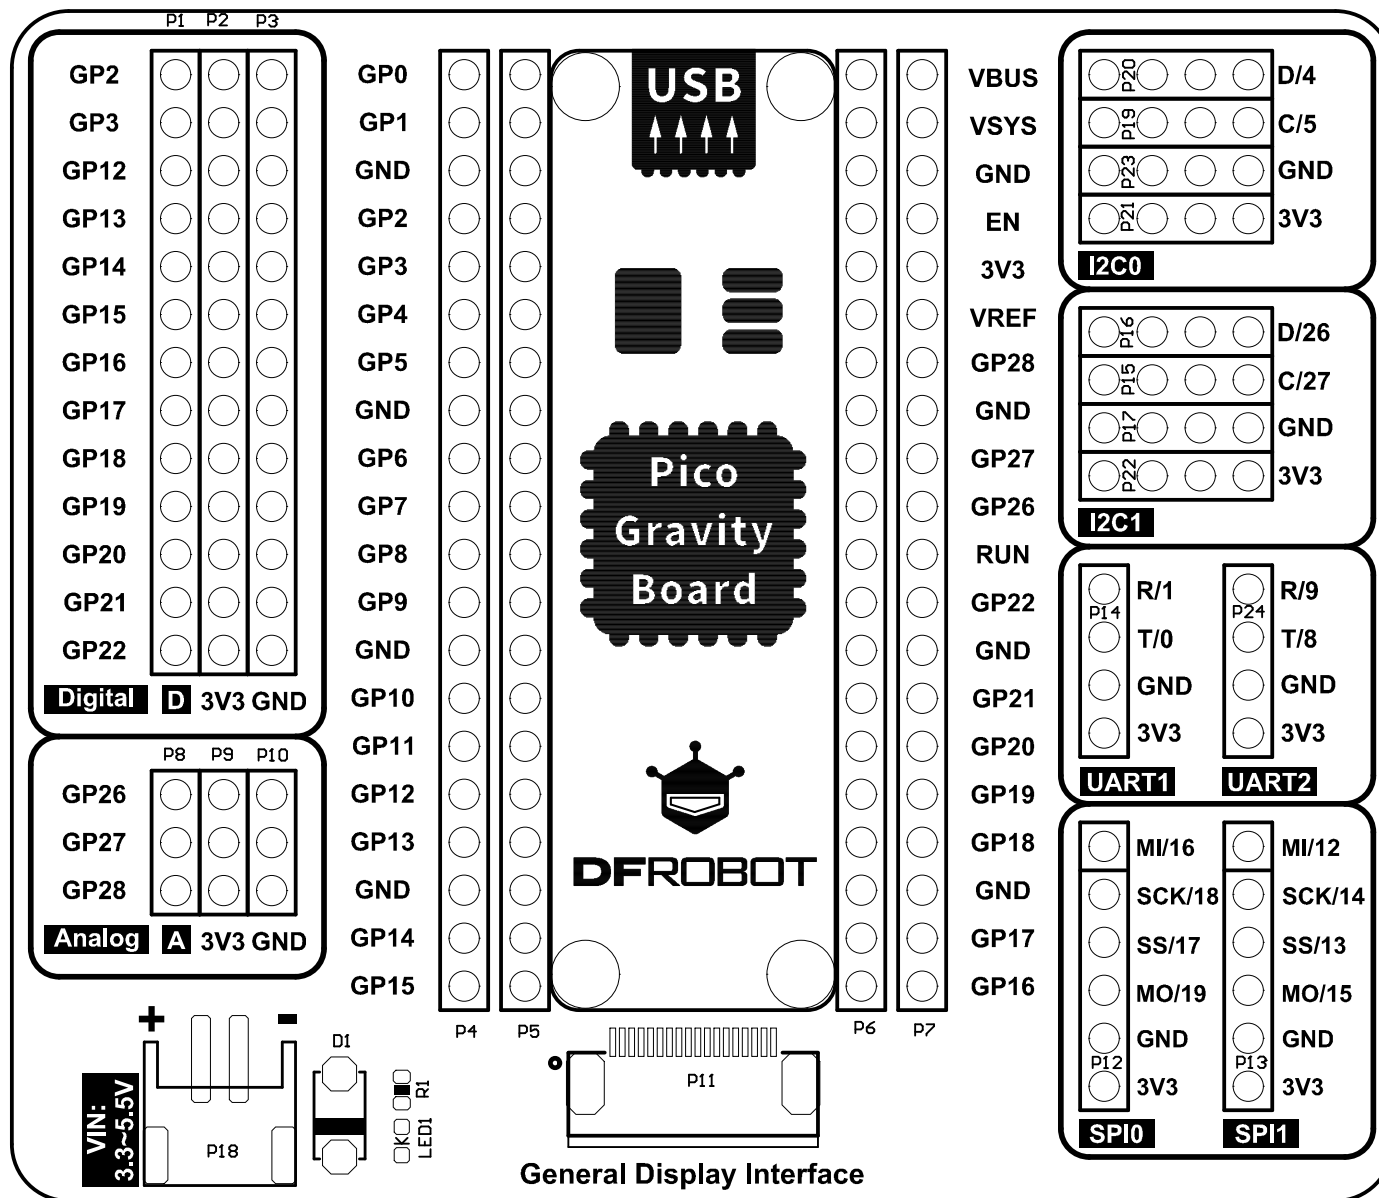 P1 P2 P3
GP2
GP3
GP12
GP13
GP14
GP15
GP16
GP17
GP18
GP19
GP20
GP21
GP22
Digital D 3V3 GND
P8 P9 P10
GP26
GP27
GP28
Analog A 3V3 GND
VIN:
3.3~5.5V
+ -
P18
D1
R1
K
LED1
GP0
GP1
GND
GP2
GP3
GP4
GP5
GND
GP6
GP7
GP8
GP9
GND
GP10
GP11
GP12
GP13
GND
GP14
GP15
P4 P5
USB
Pico
Gravity
Board
DFROBOT
P11
General Display Interface
P6 P7
VBUS
VSYS
GND
EN
3V3
VREF
GP28
GND
GP27
GP26
RUN
GP22
GND
GP21
GP20
GP19
GP18
GND
GP17
GP16
P20 D/4
P19 C/5
P23 GND
P21 3V3
I2C0
P16 D/26
P15 C/27
P17 GND
P22 3V3
I2C1
R/1
P14
T/0
GND
3V3
UART1
R/9
P24
T/8
GND
3V3
UART2
MI/16
SCK/18
SS/17
MO/19
GND
P12
3V3
SPI0
MI/12
SCK/14
SS/13
MO/15
GND
P13
3V3
SPI1